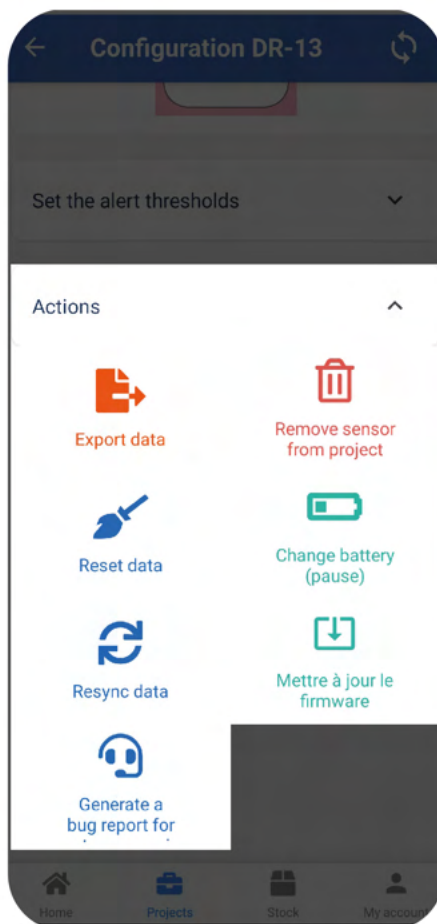 Configuration DR-13
Set the alert thresholds
Actions
Export data
Remove sensor
from project
Reset data
Change battery
(pause)
Resync data
Mettre à jour le
firmware
Generate a
bug report for
Home
Projects
Stock
My account